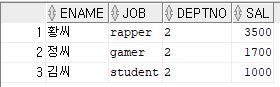 ENAME JOB DEPTNO SAL
1 황씨 rapper 2 3500
2 정씨 gamer 2 1700
3 김씨 student 2 1000